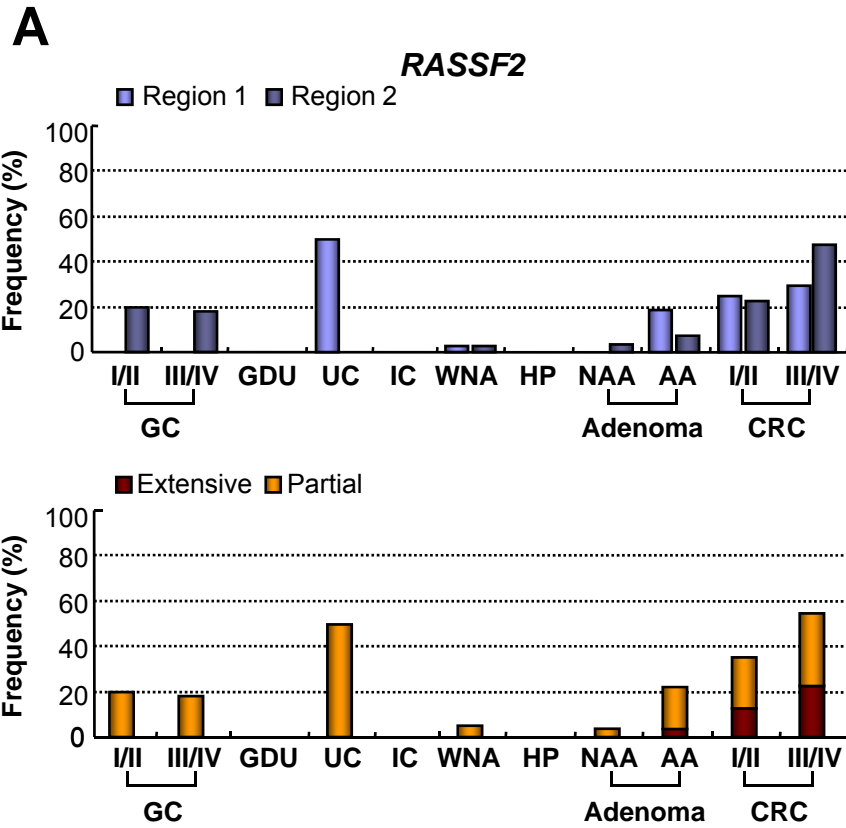 A
RASSF2
Region 1 Region 2
Frequency (%)
100
80
60
40
20
0
I/II III/IV GDU UC IC WNA HP NAA AA I/II III/IV
GC Adenoma CRC
Extensive Partial
Frequency (%)
100
80
60
40
20
0
I/II III/IV GDU UC IC WNA HP NAA AA I/II III/IV
GC Adenoma CRC